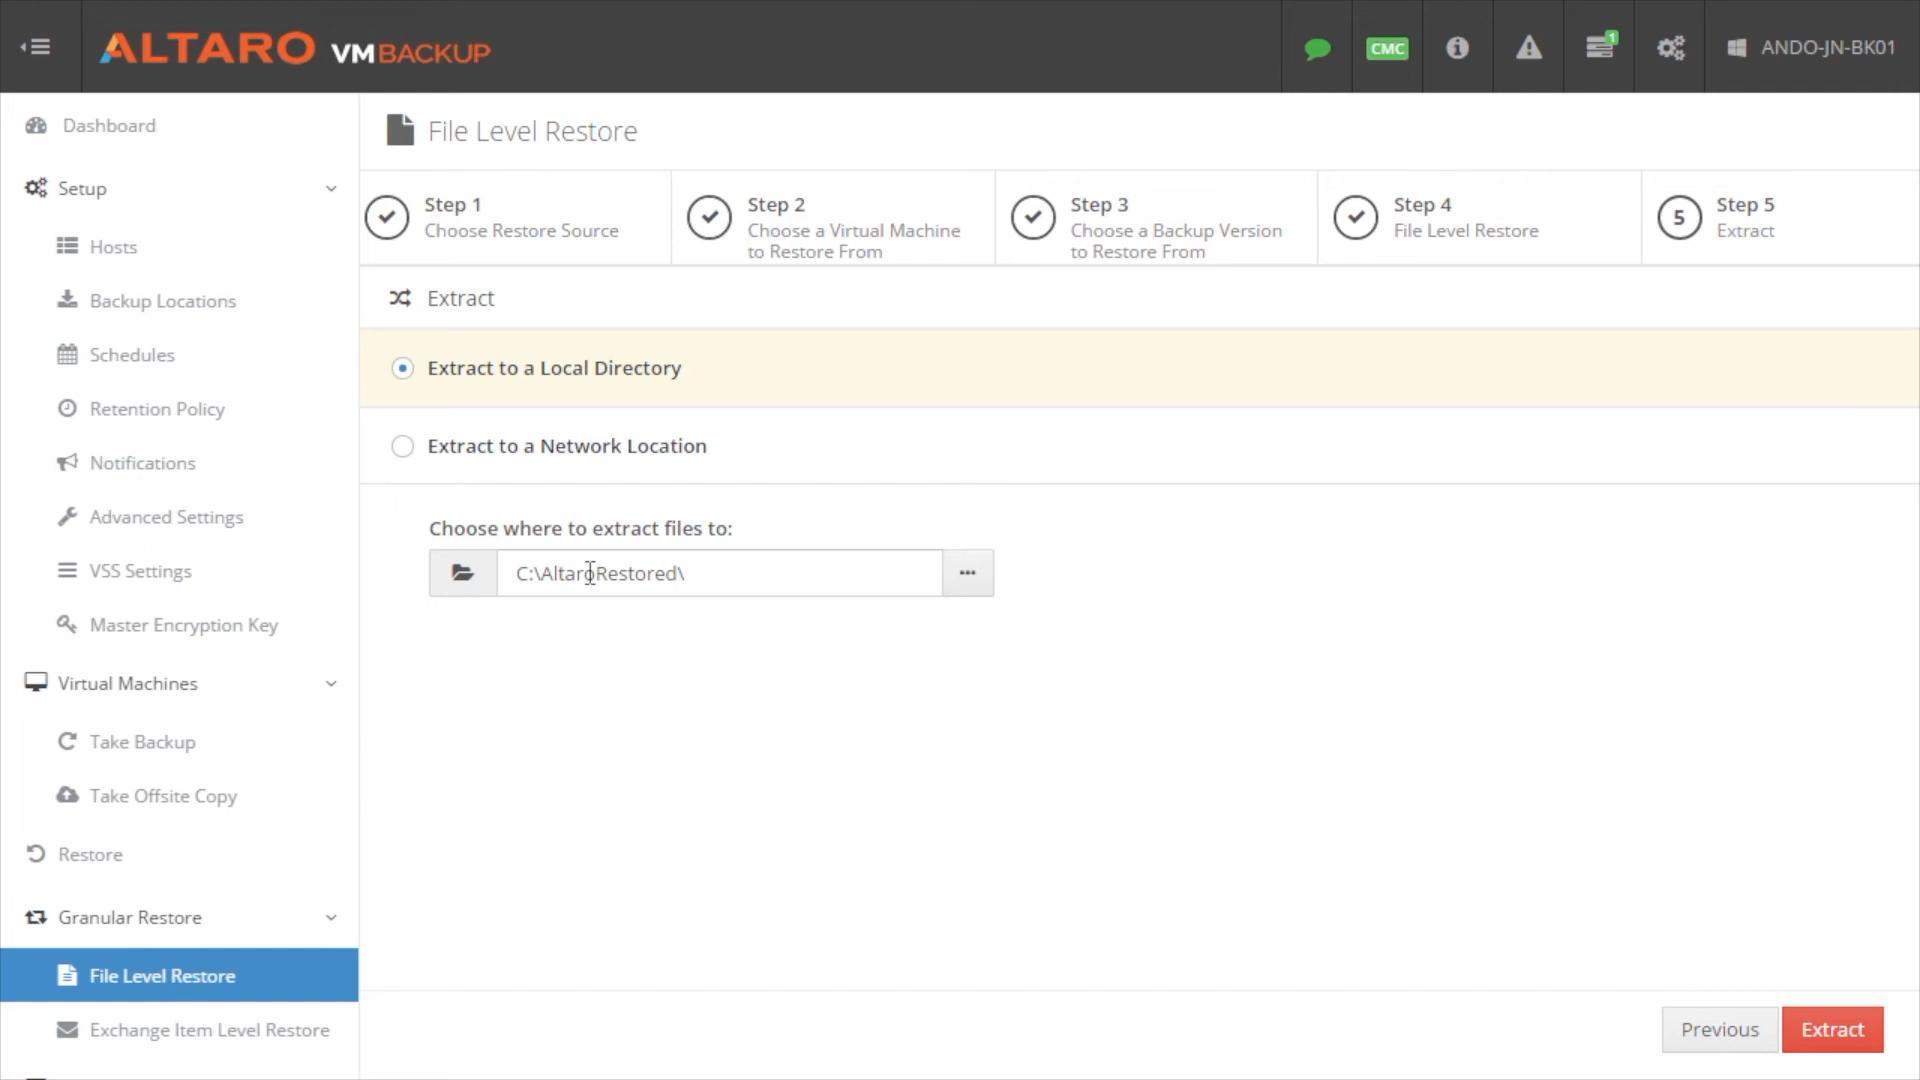 ALTARO VMBACKUP
CMC
1
ANDO-JN-BK01
Dashboard
Setup
Hosts
Backup Locations
Schedules
Retention Policy
Notifications
Advanced Settings
VSS Settings
Master Encryption Key
Virtual Machines
Take Backup
Take Offsite Copy
Restore
Granular Restore
File Level Restore
Exchange Item Level Restore
File Level Restore
Step 1
Choose Restore Source
Step 2
Choose a Virtual Machine
to Restore From
Step 3
Choose a Backup Version
to Restore From
Step 4
File Level Restore
5
Step 5
Extract
Extract
Extract to a Local Directory
Extract to a Network Location
Choose where to extract files to:
C:\AltaroRestored\
Previous
Extract